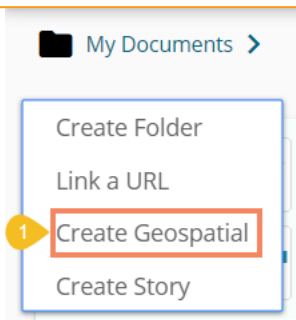 My Documents >
Create Folder
Link a URL
1 Create Geospatial
Create Story